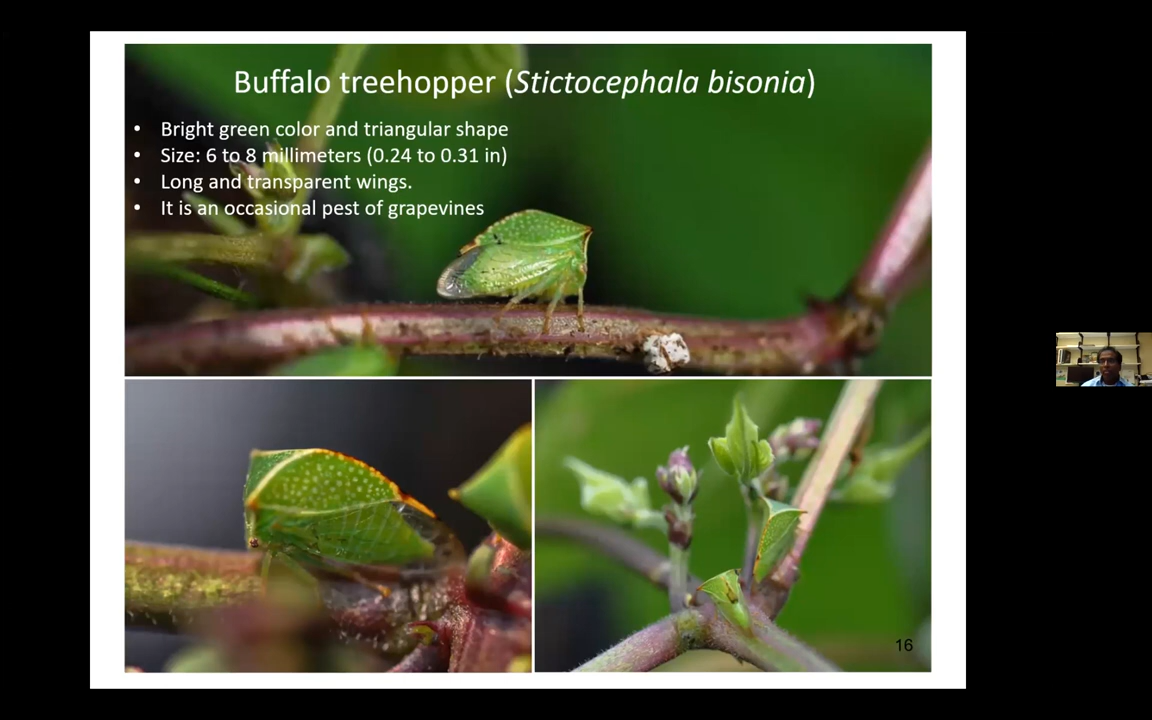 Buffalo treehopper (Stictocephala bisonia)
• Bright green color and triangular shape
• Size: 6 to 8 millimeters (0.24 to 0.31 in)
• Long and transparent wings.
• It is an occasional pest of grapevines
16